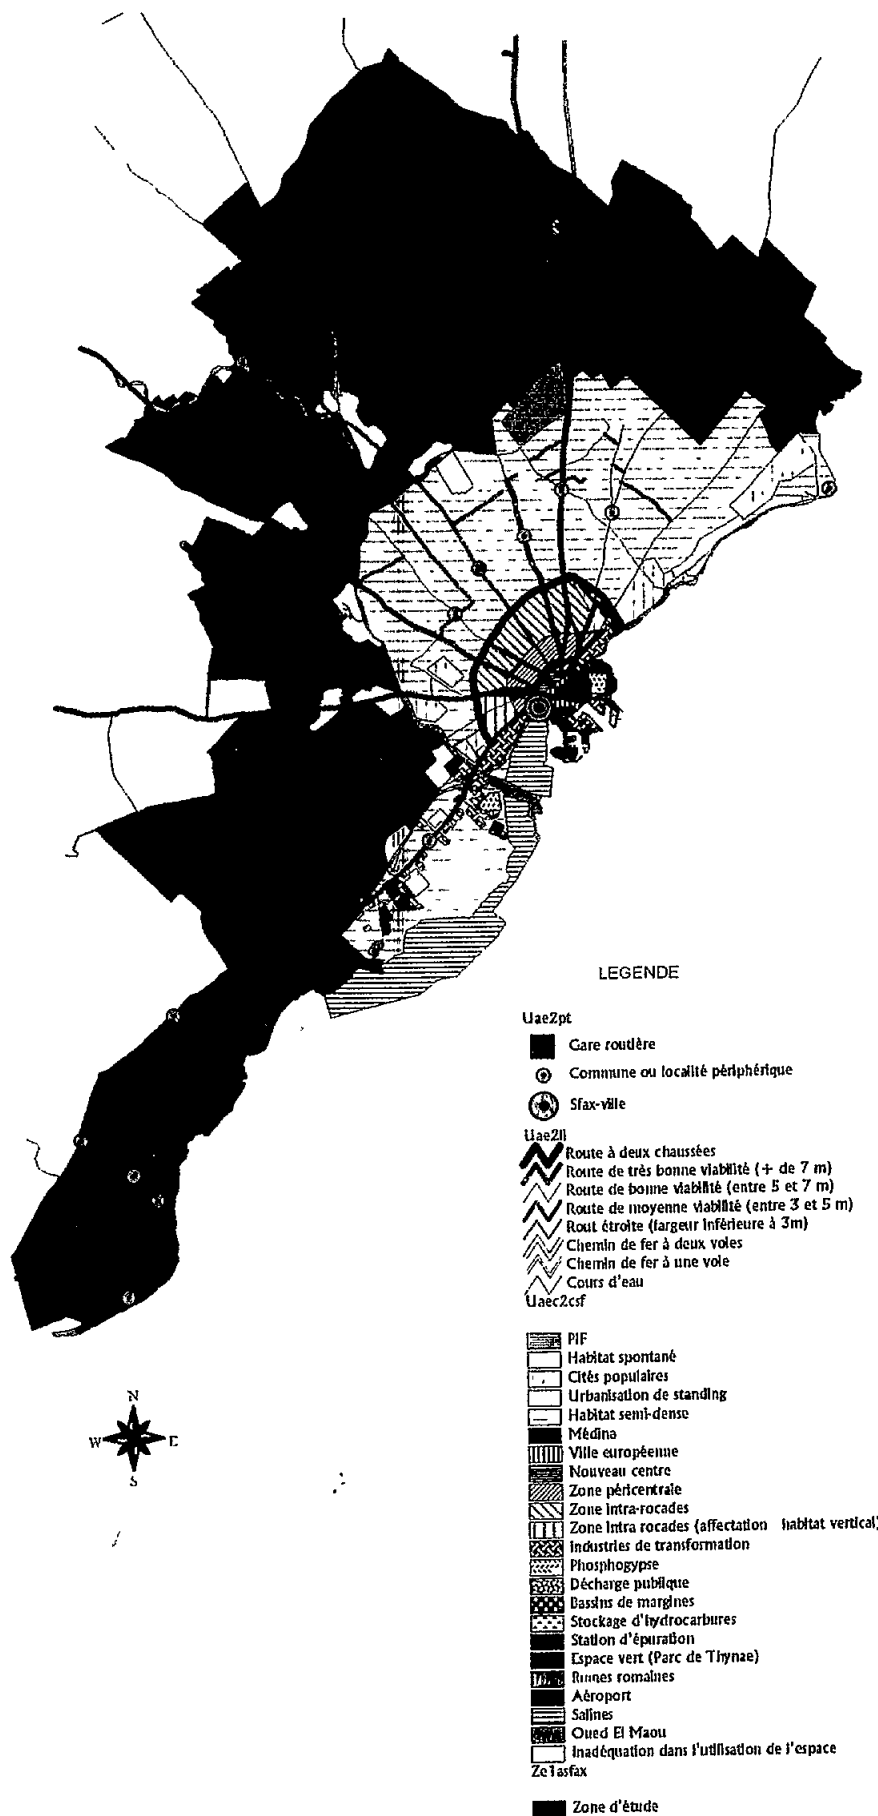 LEGENDE
Uae2pt
Gare routière
Commune ou localité périphérique
Sfax-ville
Uae2li
Route à deux chaussées
Route de très bonne viabilité (+ de 7 m)
Route de bonne viabilité (entre 5 et 7 m)
Route de moyenne viabilité (entre 3 et 5 m)
Rout étroite (largeur inférieure à 3m)
Chemin de fer à deux voies
Chemin de fer à une voie
Cours d'eau
Uaec2csf
PIF
Habitat spontané
Cités populaires
Urbanisation de standing
Habitat semi-dense
Médina
Ville européenne
Nouveau centre
Zone péricentrale
Zone intra-rocades
Zone intra rocades (affectation habitat vertical)
Industries de transformation
Phosphogypse
Décharge publique
Bassins de margines
Stockage d'hydrocarbures
Station d'épuration
Espace vert (Parc de Thynae)
Ruines romaines
Aéroport
Salines
Oued El Maou
Inadéquation dans l'utilisation de l'espace
Ze1asfax
Zone d'étude
N
W E
S